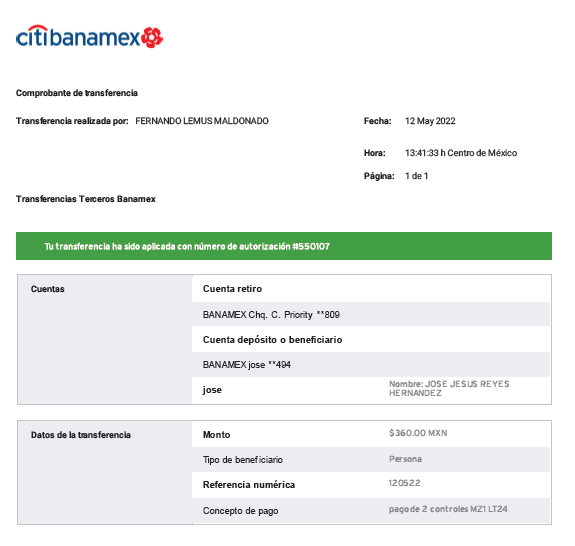 citibanamex
Comprobante de transferencia
Transferencia realizada por: FERNANDO LEMUS MALDONADO Fecha: 12 May 2022
Hora: 13:41:33 h Centro de México
Página: 1 de 1
Transferencias Terceros Banamex
Tu transferencia ha sido aplicada con número de autorización #550107
Cuentas Cuenta retiro
BANAMEX Chq. C. Priority **809
Cuenta depósito o beneficiario
BANAMEX jose **494
jose Nombre: JOSE JESUS REYES
HERNANDEZ
Datos de la transferencia Monto $360.00 MXN
Tipo de beneficiario Persona
Referencia numérica 120522
Concepto de pago pago de 2 controles MZ1 LT24